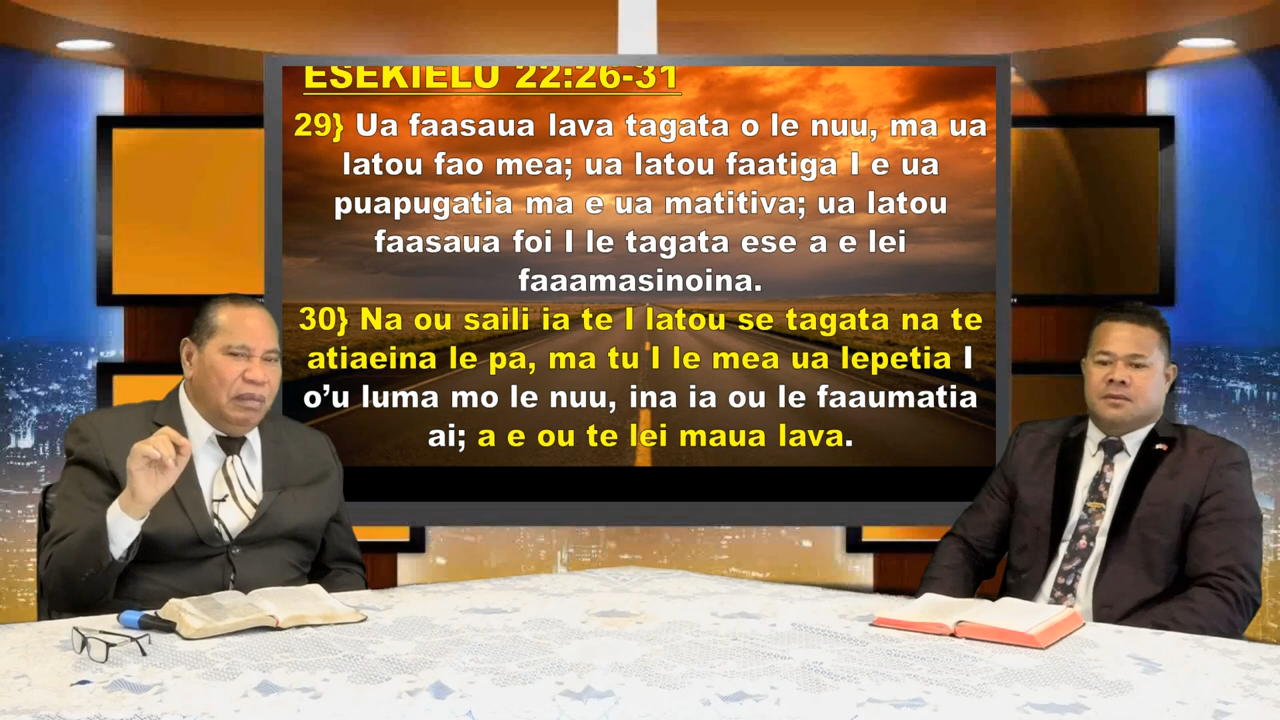 ESEKIELU 22:26-31
29} Ua faasaua lava tagata o le nuu, ma ua
latou fao mea; ua latou faatiga I e ua
puapugatia ma e ua matitiva; ua latou
faasaua foi I le tagata ese a e lei
faaamasinoina.
30} Na ou saili ia te I latou se tagata na te
atiaeina le pa, ma tu I le mea ua lepetia I
o’u luma mo le nuu, ina ia ou le faaumatia
ai; a e ou te lei maua lava.